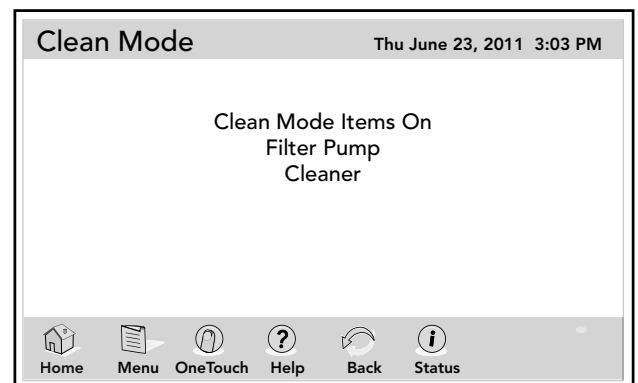 Clean Mode Thu June 23, 2011 3:03 PM
Clean Mode Items On
Filter Pump
Cleaner
? i
Home Menu OneTouch Help Back Status